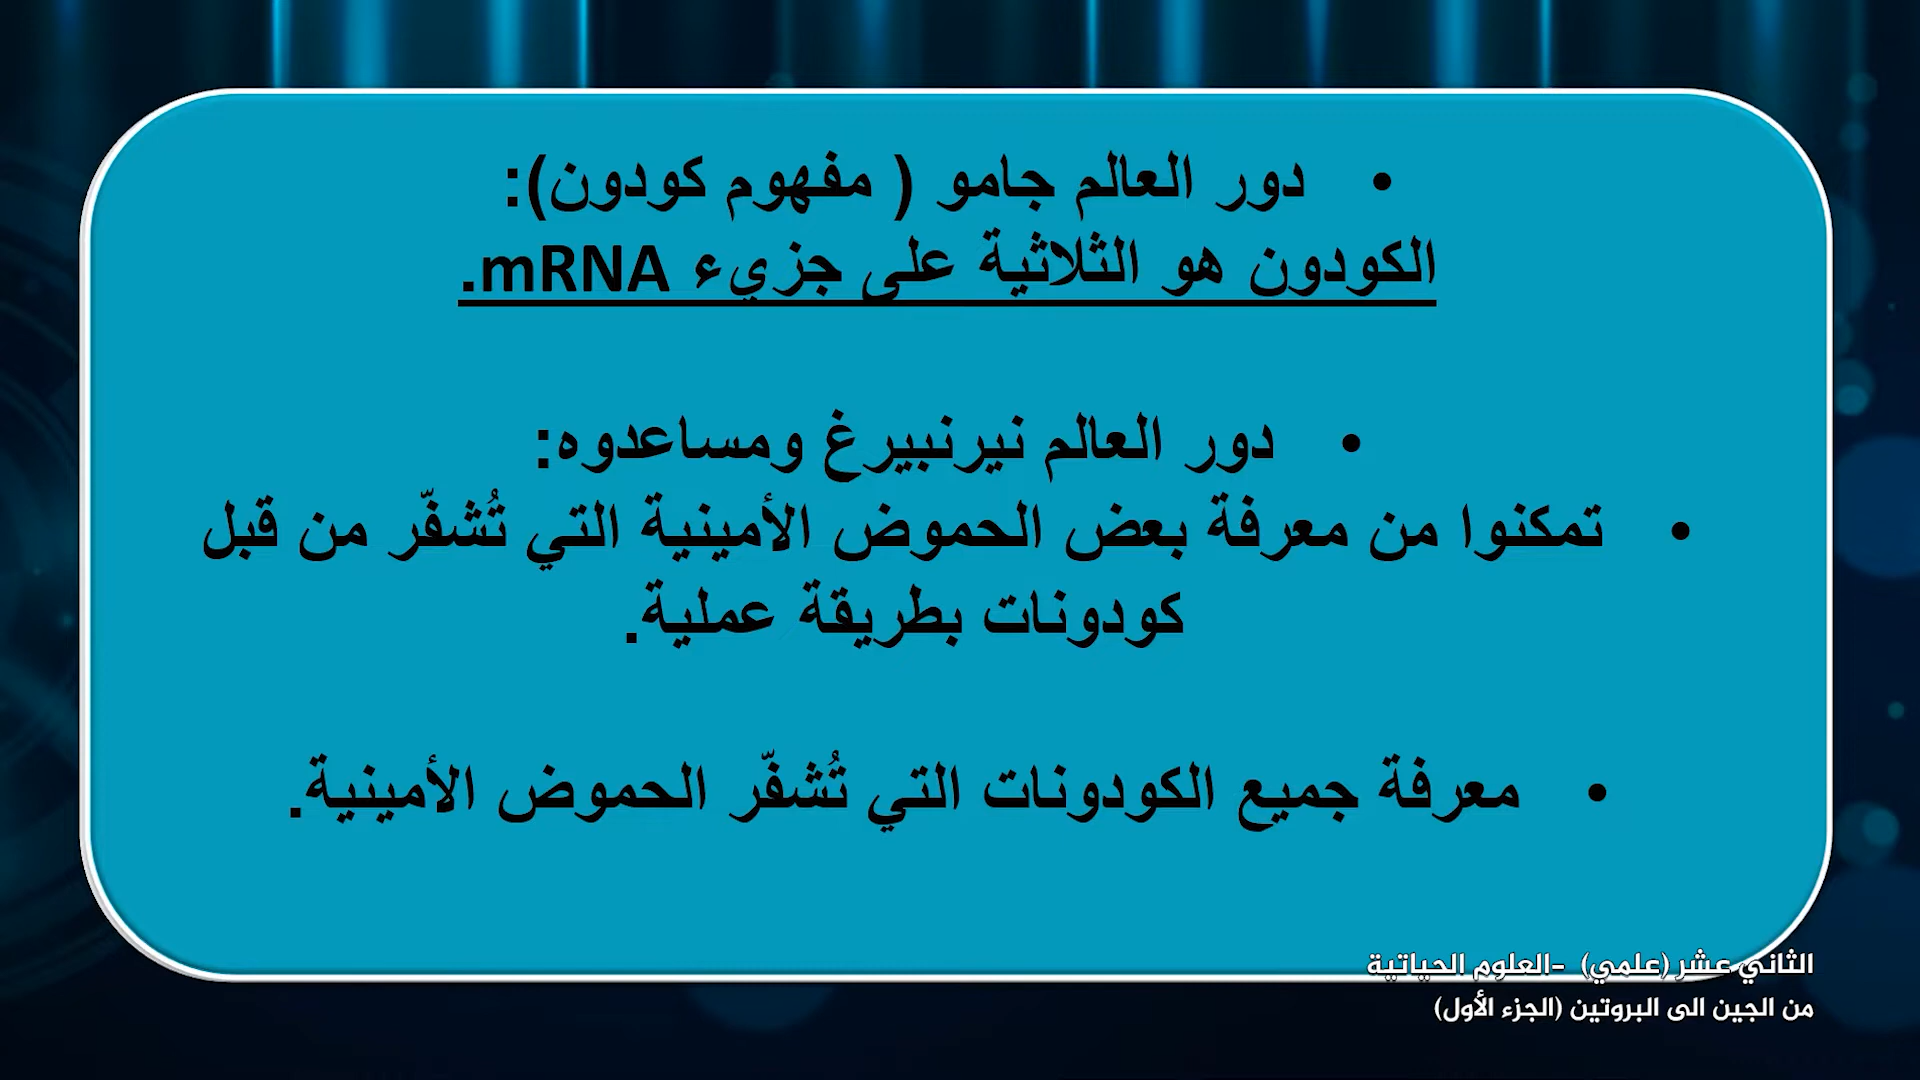 • دور العالم جامو ( مفهوم كودون):
الكودون هو الثلاثية على جزيء mRNA.
• دور العالم نيرنبيرغ ومساعدوه:
• تمكنوا من معرفة بعض الحموض الأمينية التي تُشفّر من قبل
كودونات بطريقة عملية.
• معرفة جميع الكودونات التي تُشفّر الحموض الأمينية.
الثاني عشر (علمي) -العلوم الحياتية
من الجين الى البروتين (الجزء الأول)